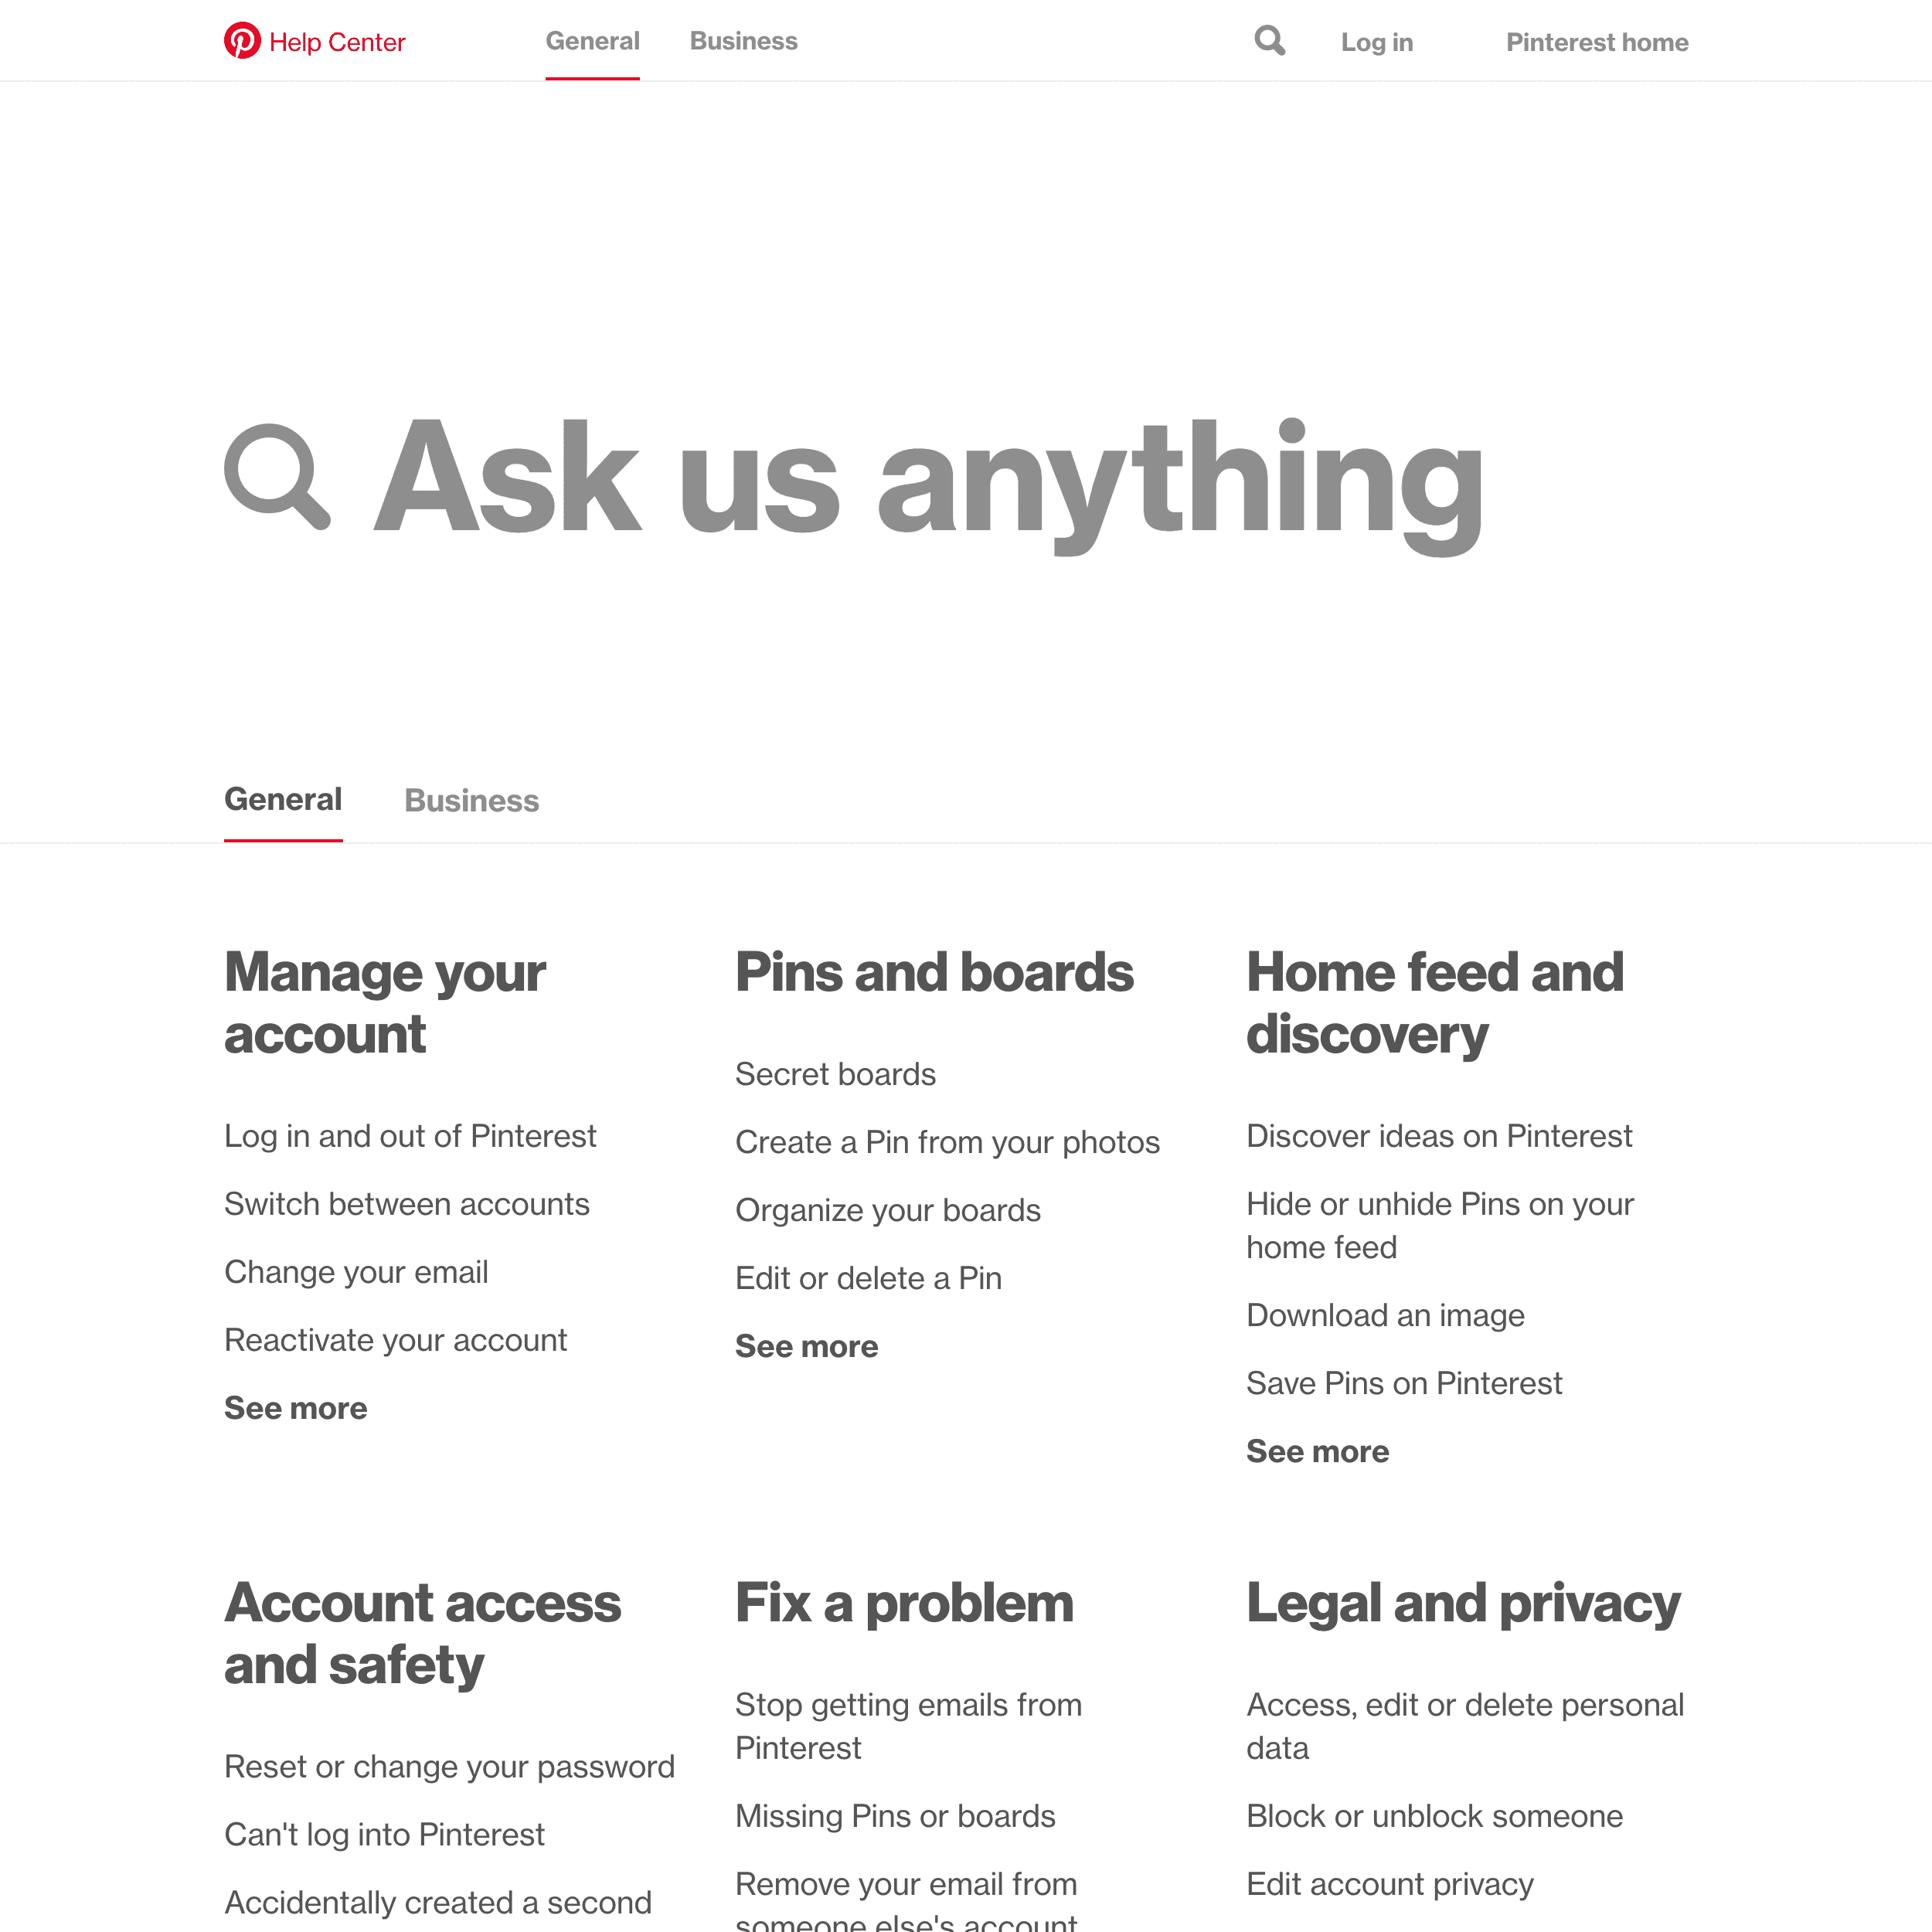 Help Center
General
Business
Log in
Pinterest home
Ask us anything
General
Business
Manage your
account
Log in and out of Pinterest
Switch between accounts
Change your email
Reactivate your account
See more
Pins and boards
Secret boards
Create a Pin from your photos
Organize your boards
Edit or delete a Pin
See more
Home feed and
discovery
Discover ideas on Pinterest
Hide or unhide Pins on your
home feed
Download an image
Save Pins on Pinterest
See more
Account access
and safety
Reset or change your password
Can't log into Pinterest
Accidentally created a second
Fix a problem
Stop getting emails from
Pinterest
Missing Pins or boards
Remove your email from
someone else's account
Legal and privacy
Access, edit or delete personal
data
Block or unblock someone
Edit account privacy